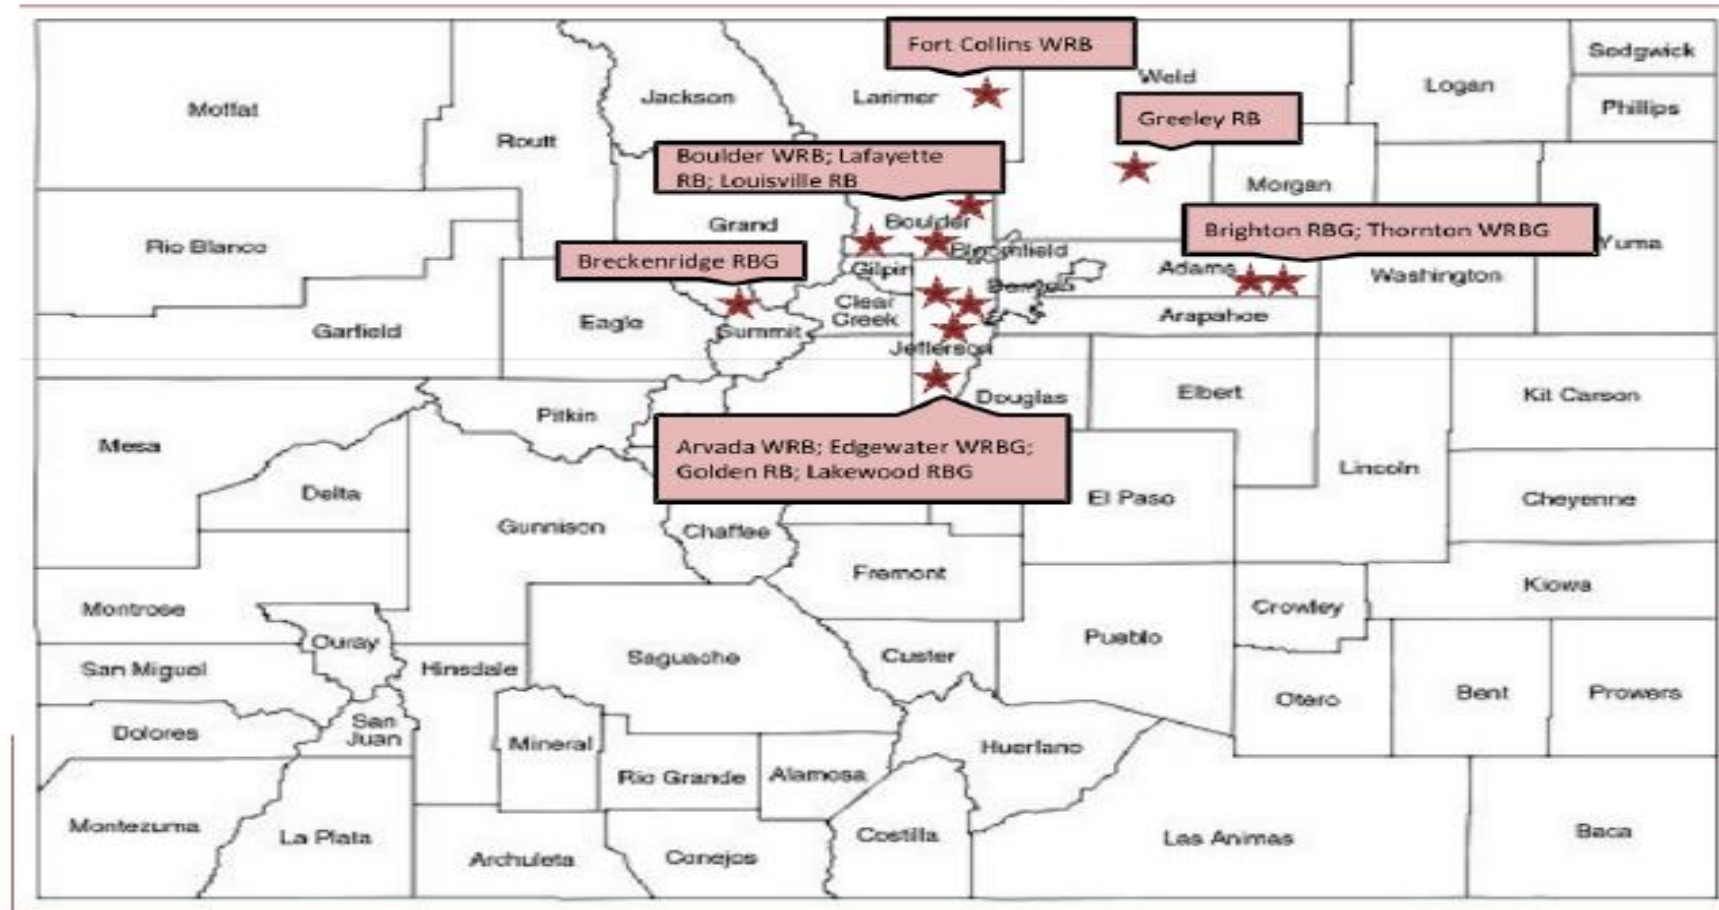 Fort Collins WRB
Sedgwick
Weld
Logan
Moffat
Jackson
Larimer
Phillips
Greeley RB
Routt
Boulder WRB; Lafayette
RB; Louisville RB
Morgan
Grand
Boulder
Brighton RBG; Thornton WRBG
Yuma
Rio Blanco
Breckenridge RBG
Gilpin
Adams
Washington
Clear
Creek
Arapahoe
Garfield
Eagle
Summit
Jefferson
Douglas
Elbert
Kit Carson
Pitkin
Mesa
Arvada WRB; Edgewater WRBG;
Golden RB; Lakewood RBG
Lincoln
Delta
El Paso
Cheyenne
Gunnison
Chaffee
Fremont
Kiowa
Montrose
Crowley
Ouray
Pueblo
San Miguel
Hinsdale
Saguache
Custer
Otero
Bent
Prowers
Dolores
San
Juan
Mineral
Huerfano
Rio Grande
Alamosa
Montezuma
La Plata
Costilla
Las Animas
Baca
Archuleta
Conejos